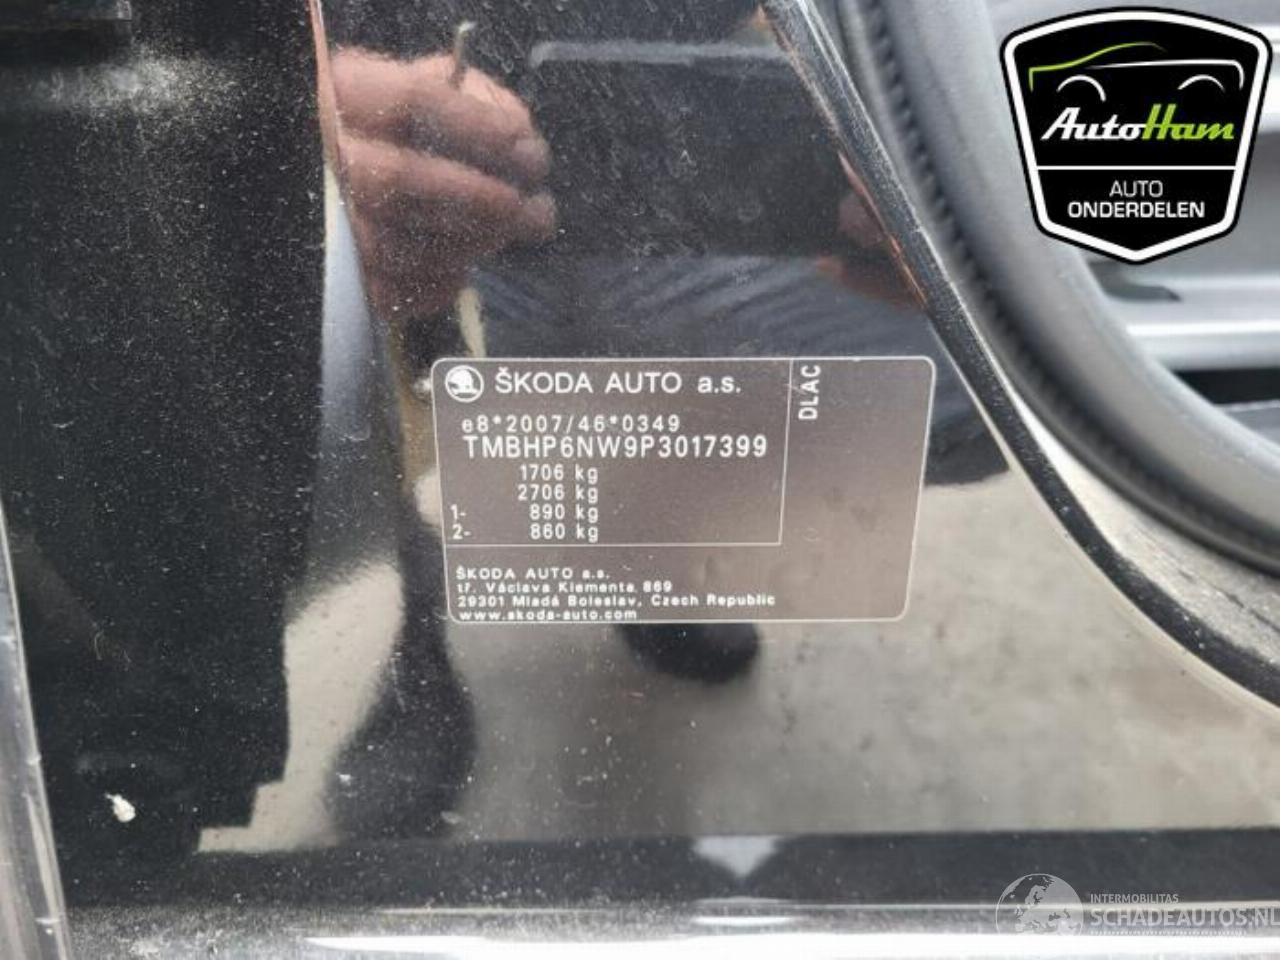 AutoHam
AUTO
ONDERDELEN
ŠKODA AUTO a.s.
DLAC
e8*2007/46*0349
TMBHP6NW9P3017399
1706 kg
2706 kg
1- 890 kg
2- 860 kg
ŠKODA AUTO a.s.
tř. Václava Klementa 869
29301 Mladá Boleslav, Czech Republic
www.skoda-auto.com
INTERMOBILITAS
SCHADEAUTOS.NL